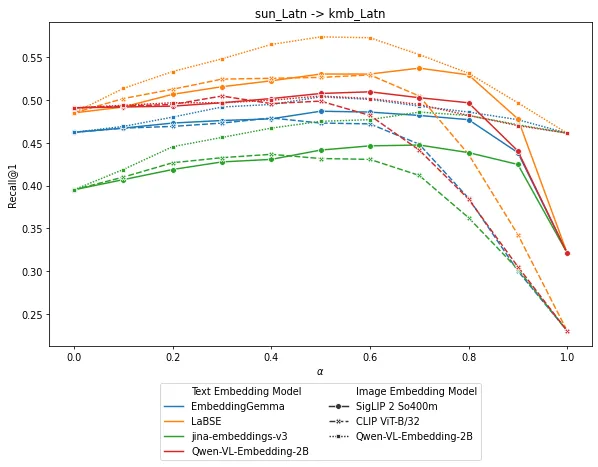 sun_Latn -> kmb_Latn
0.55
0.50
0.45
0.40
0.35
0.30
0.25
Recall@1
0.0 0.2 0.4 0.6 0.8 1.0
α
Text Embedding Model Image Embedding Model
EmbeddingGemma SigLIP 2 So400m
LaBSE CLIP ViT-B/32
jina-embeddings-v3 Qwen-VL-Embedding-2B
Qwen-VL-Embedding-2B